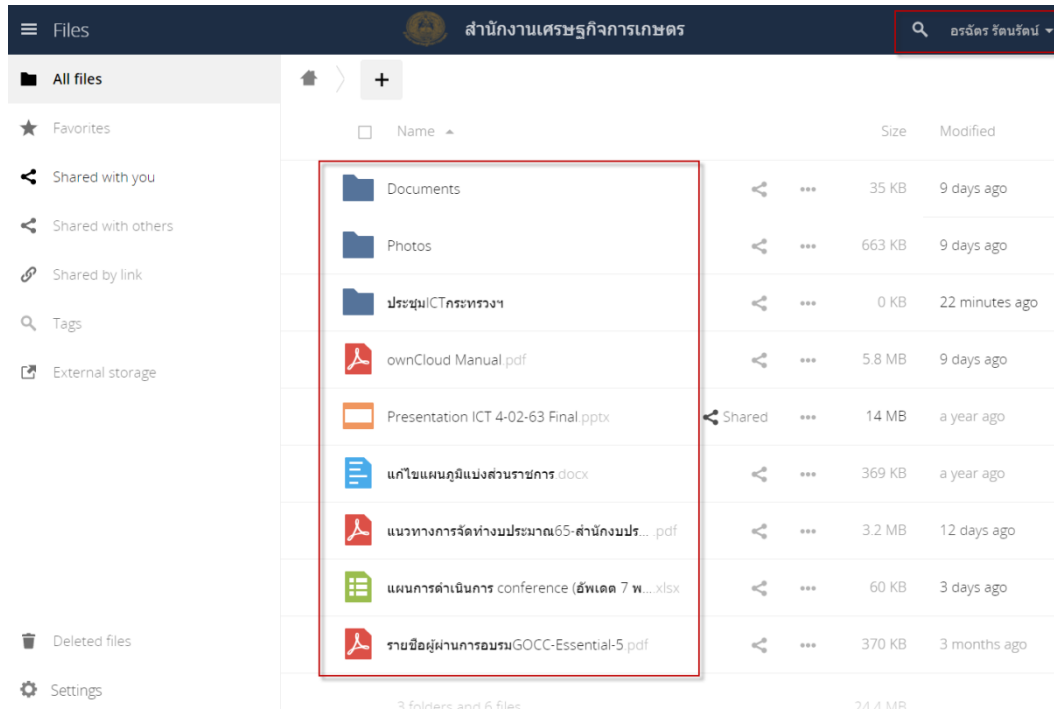 Files
สำนักงานเศรษฐกิจการเกษตร
อรฉัตร รัตนรัตน์
All files
Favorites
Shared with you
Shared with others
Shared by link
Tags
External storage
Deleted files
Settings
+
Name Size Modified
Documents 35 KB 9 days ago
Photos 663 KB 9 days ago
ประชุมICTกระทรวงฯ 0 KB 22 minutes ago
ownCloud Manual.pdf 5.8 MB 9 days ago
Presentation ICT 4-02-63 Final.pptx Shared 14 MB a year ago
แก้ไขแผนภูมิแบ่งส่วนราชการ.docx 369 KB a year ago
แนวทางการจัดทำงบประมาณ65-สำนักงบปร... .pdf 3.2 MB 12 days ago
แผนการดำเนินการ conference (อัพเดต 7 พ... .xlsx 60 KB 3 days ago
รายชื่อผู้ผ่านการอบรมGOCC-Essential-5.pdf 370 KB 3 months ago
3 folders and 6 files 24.4 MB